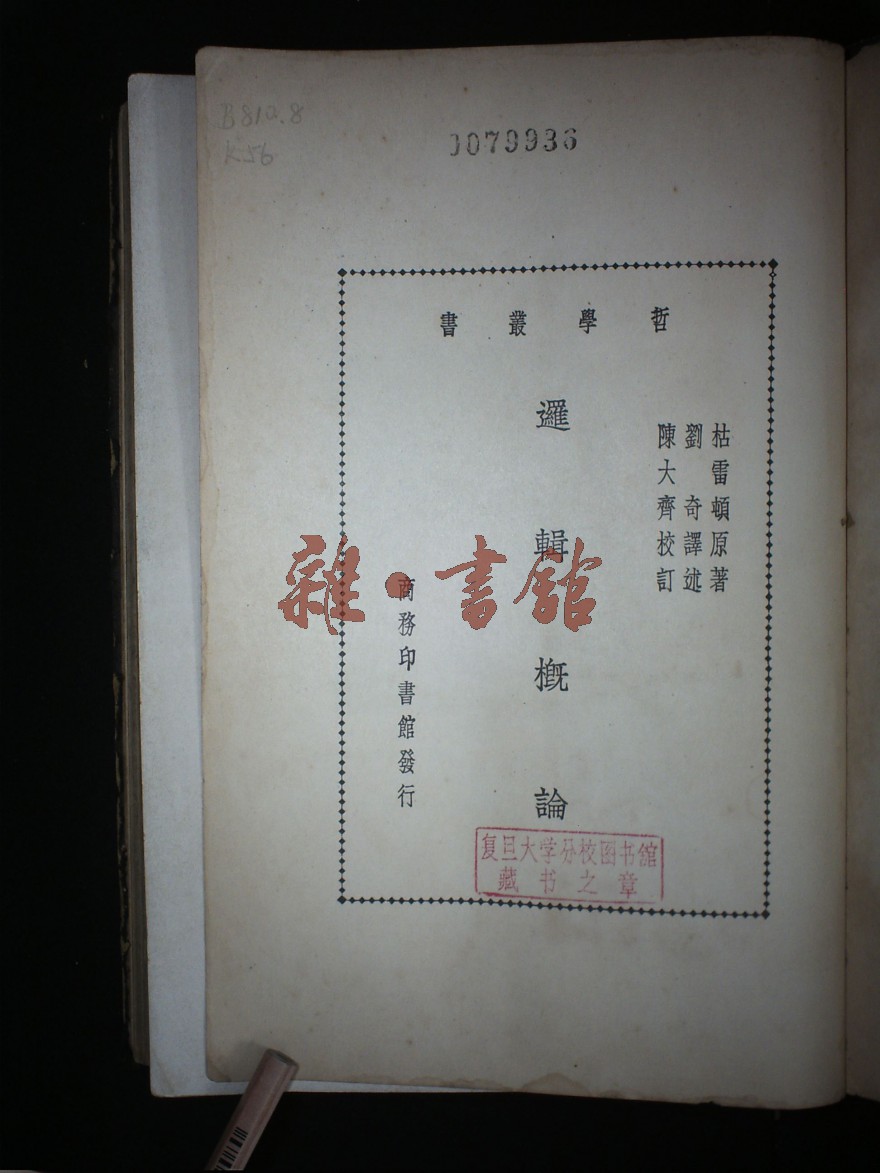 B 812.8
K56
0079936
哲學叢書
枯雷頓原著
劉奇譯述
陳大齊校訂
邏輯概論
商務印書館發行
雜·書館
复旦大学分校图书馆
藏书之章